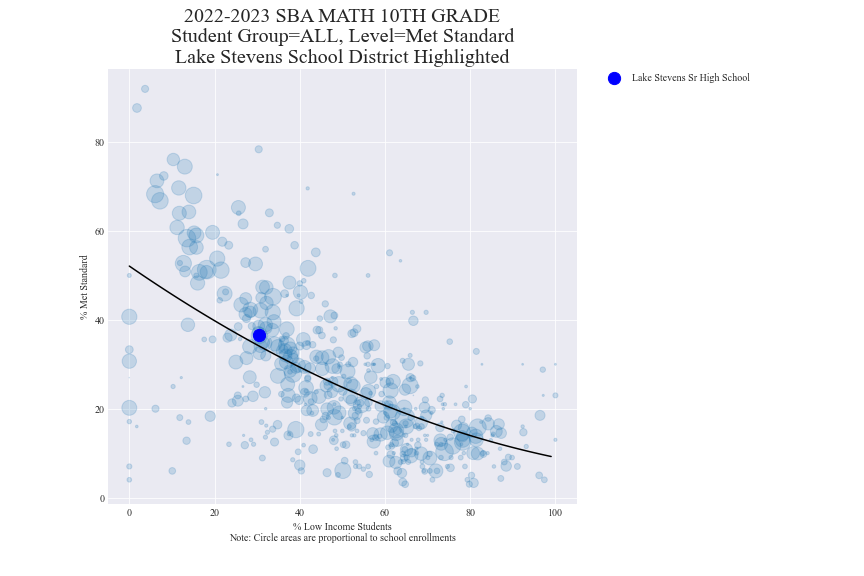 2022-2023 SBA MATH 10TH GRADE
Student Group=ALL, Level=Met Standard
Lake Stevens School District Highlighted
Lake Stevens Sr High School
% Met Standard
80
60
40
20
0
0 20 40 60 80 100
% Low Income Students
Note: Circle areas are proportional to school enrollments